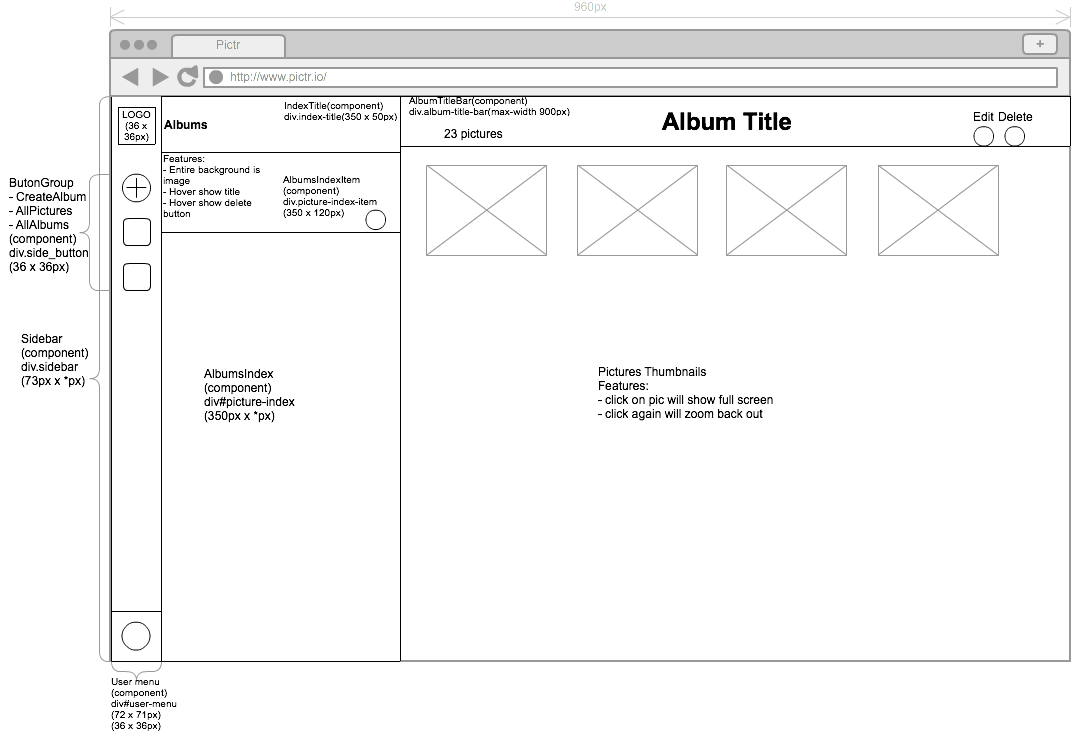 960px
Pictr
+
http://www.pictr.io/
LOGO
(36 x
36px)
Albums
IndexTitle(component)
div.index-title(350 x 50px)
AlbumTitleBar(component)
div.album-title-bar(max-width 900px)
23 pictures
Album Title
Edit Delete
Features:
- Entire background is
image
- Hover show title
- Hover show delete
button
AlbumsIndexItem
(component)
div.picture-index-item
(350 x 120px)
ButonGroup
- CreateAlbum
- AllPictures
- AllAlbums
(component)
div.side_button
(36 x 36px)
Sidebar
(component)
div.sidebar
(73px x *px)
AlbumsIndex
(component)
div#picture-index
(350px x *px)
Pictures Thumbnails
Features:
- click on pic will show full screen
- click again will zoom back out
User menu
(component)
div#user-menu
(72 x 71px)
(36 x 36px)